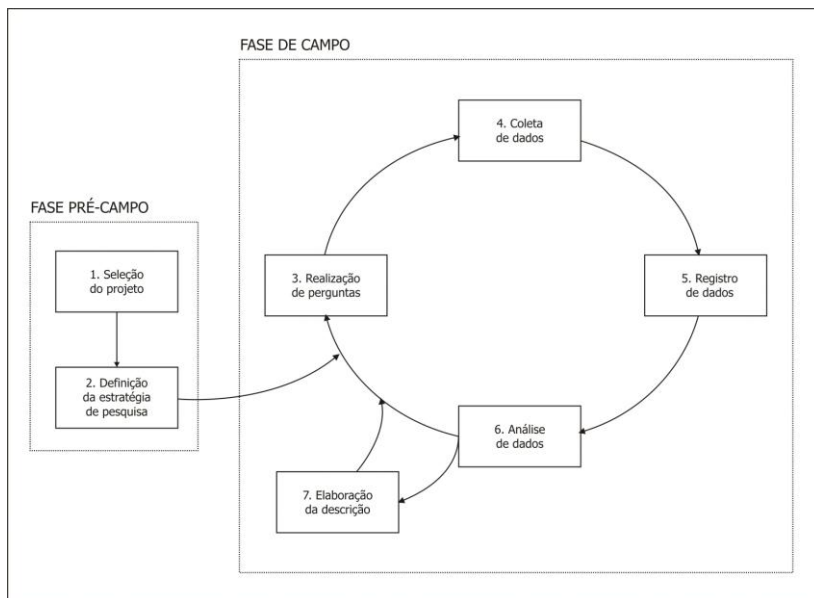 FASE DE CAMPO
4. Coleta
de dados
FASE PRÉ-CAMPO
1. Seleção
do projeto
3. Realização
de perguntas
5. Registro
de dados
2. Definição
da estratégia
de pesquisa
6. Análise
de dados
7. Elaboração
da descrição